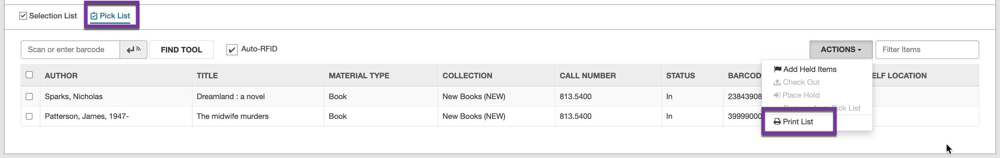 Selection List Pick List
Scan or enter barcode FIND TOOL Auto-RFID ACTIONS Filter Items
AUTHOR TITLE MATERIAL TYPE COLLECTION CALL NUMBER STATUS BARCOD ELF LOCATION
Add Held Items
Check Out
Sparks, Nicholas Dreamland : a novel Book New Books (NEW) 813.5400 In 23843908
Place Hold
Remove from Pick List
Patterson, James, 1947- The midwife murders Book New Books (NEW) 813.5400 In 39999000
Print List